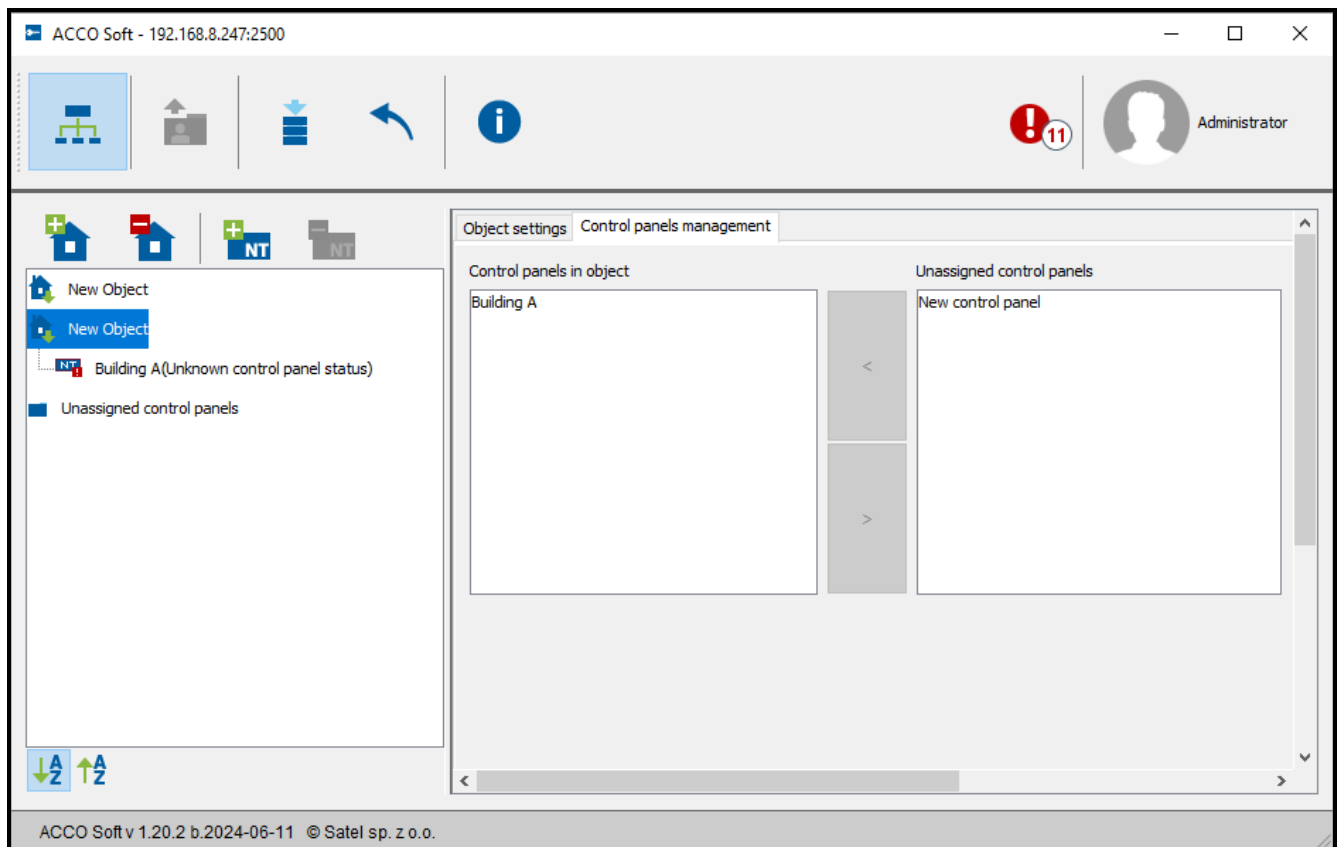 ACCO Soft - 192.168.8.247:2500
11
Administrator
NT
NT
Object settings
Control panels management
New Object
New Object
NT
Building A(Unknown control panel status)
Unassigned control panels
Control panels in object
Building A
<
>
Unassigned control panels
New control panel
A
Z
A
Z
ACCO Soft v 1.20.2 b.2024-06-11 © Satel sp. z o.o.